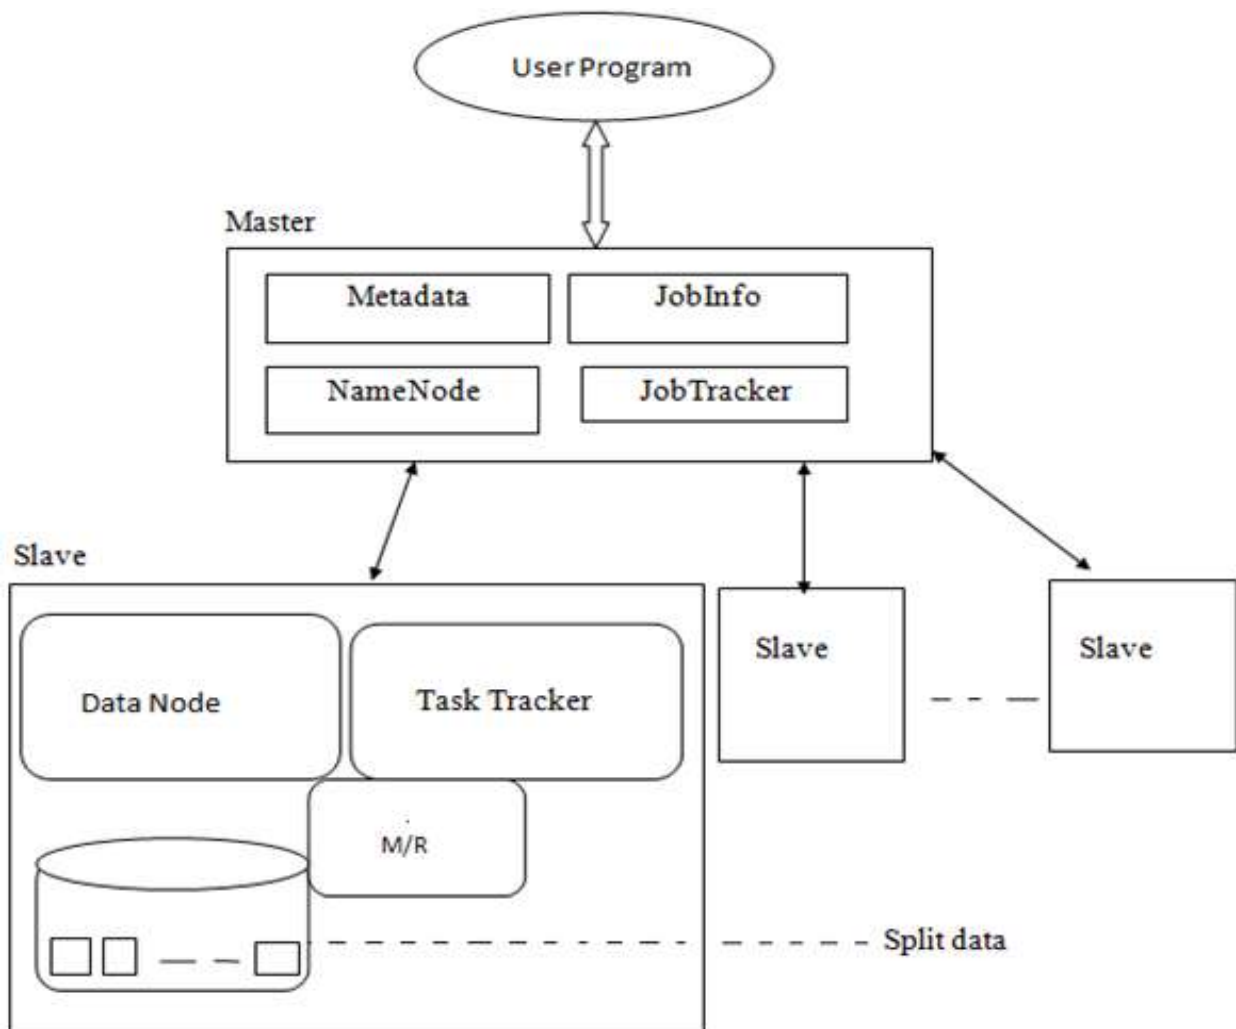 User Program
Master
Metadata
JobInfo
NameNode
JobTracker
Slave
Data Node
Task Tracker
Slave
Slave
M/R
Split data